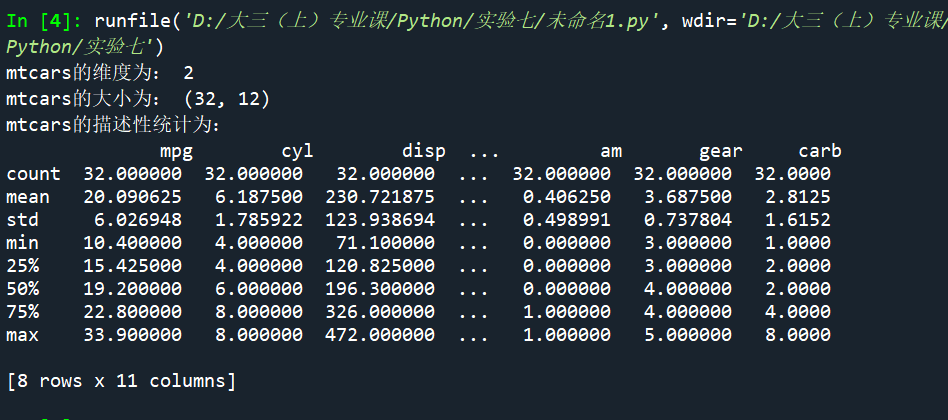 In [4]: runfile('D:/大三（上）专业课/Python/实验七/未命名1.py', wdir='D:/大三（上）专业课/
Python/实验七')
mtcars的维度为： 2
mtcars的大小为： (32, 12)
mtcars的描述性统计为：
mpg cyl disp ... am gear carb
count 32.000000 32.000000 32.000000 ... 32.000000 32.000000 32.0000
mean 20.090625 6.187500 230.721875 ... 0.406250 3.687500 2.8125
std 6.026948 1.785922 123.938694 ... 0.498991 0.737804 1.6152
min 10.400000 4.000000 71.100000 ... 0.000000 3.000000 1.0000
25% 15.425000 4.000000 120.825000 ... 0.000000 3.000000 2.0000
50% 19.200000 6.000000 196.300000 ... 0.000000 4.000000 2.0000
75% 22.800000 8.000000 326.000000 ... 1.000000 4.000000 4.0000
max 33.900000 8.000000 472.000000 ... 1.000000 5.000000 8.0000
[8 rows x 11 columns]